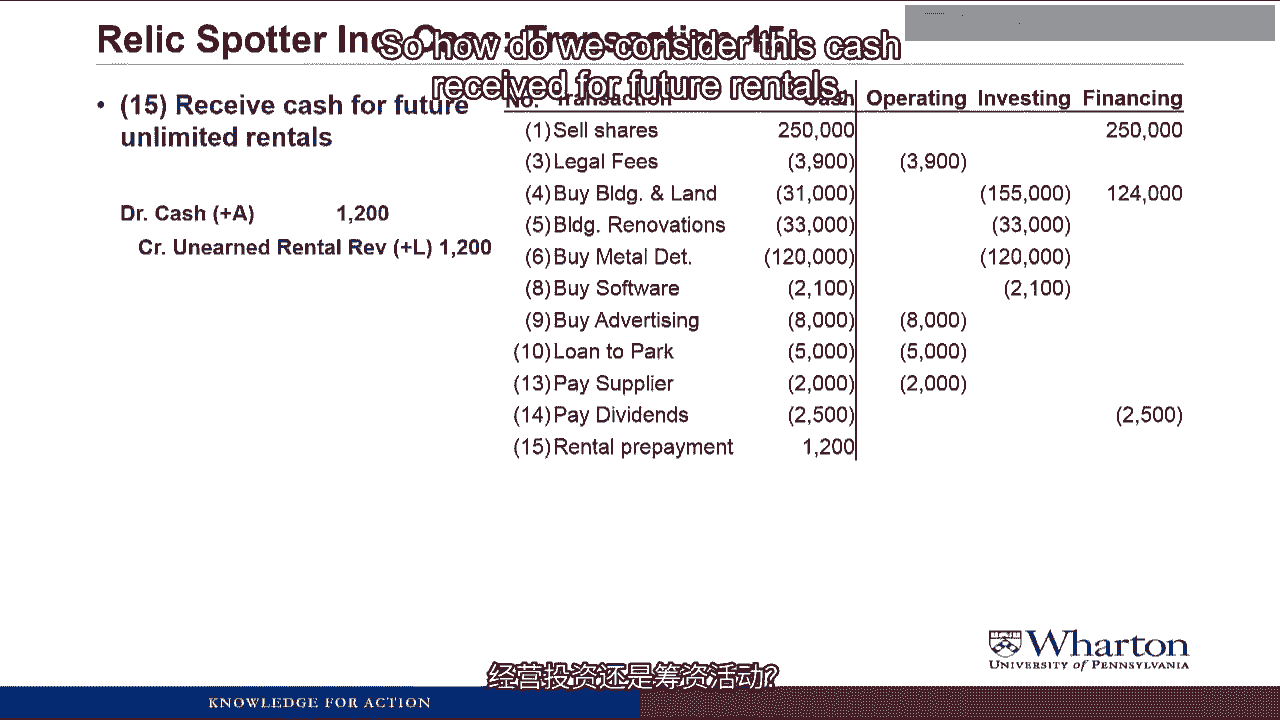 Relic Spotter Inc. Case: Transaction 15
So how do we consider this cash
received for future rentals,
• (15) Receive cash for future
unlimited rentals
Dr. Cash (+A) 1,200
Cr. Unearned Rental Rev (+L) 1,200
No. Transaction Cash Operating Investing Financing
(1) Sell shares 250,000 250,000
(3) Legal Fees (3,900) (3,900)
(4) Buy Bldg. & Land (31,000) (155,000) 124,000
(5) Bldg. Renovations (33,000) (33,000)
(6) Buy Metal Det. (120,000) (120,000)
(8) Buy Software (2,100) (2,100)
(9) Buy Advertising (8,000) (8,000)
(10) Loan to Park (5,000) (5,000)
(13) Pay Supplier (2,000) (2,000)
(14) Pay Dividends (2,500) (2,500)
(15) Rental prepayment 1,200
Wharton
UNIVERSITY of PENNSYLVANIA
经营投资还是筹资活动?
KNOWLEDGE FOR ACTION